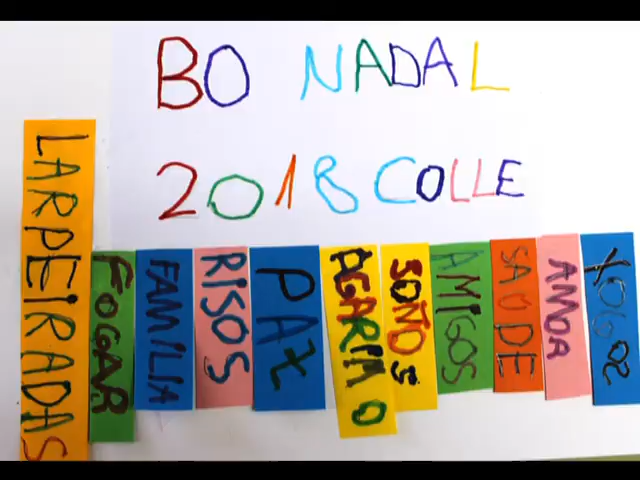 BO NADAL
2018 COLLE
LARPEIRADAS
FOGAR
FAMILIA
RISOS
PAZ
AGARIMO
SOÑOS
AMIGOS
SAÚDE
AMOR
XOGOS